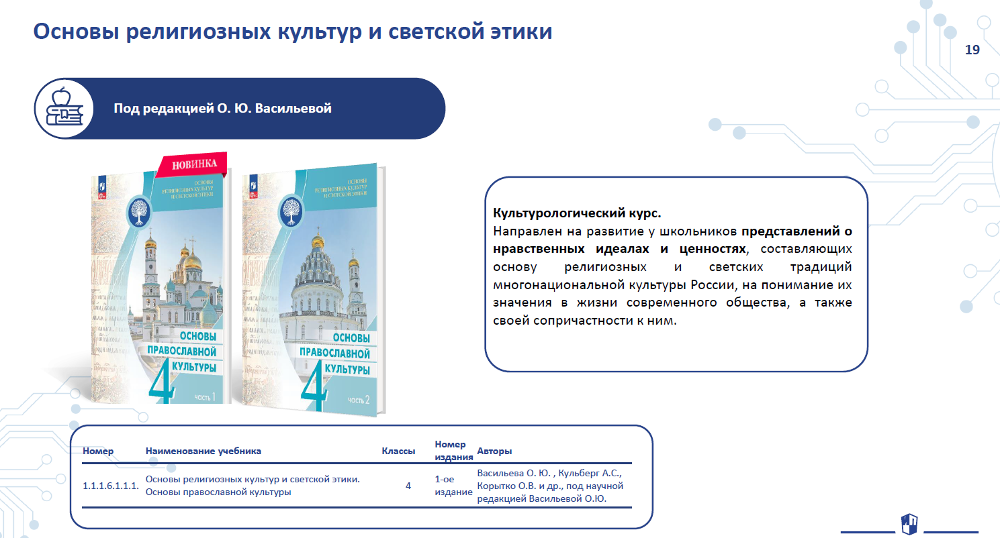 Основы религиозных культур и светской этики
19
Под редакцией О. Ю. Васильевой
НОВИНКА
ОСНОВЫ
РЕЛИГИОЗНЫХ КУЛЬТУР
И СВЕТСКОЙ ЭТИКИ
ОСНОВЫ
ПРАВОСЛАВНОЙ
КУЛЬТУРЫ
4
часть 1
ОСНОВЫ
РЕЛИГИОЗНЫХ КУЛЬТУР
И СВЕТСКОЙ ЭТИКИ
ОСНОВЫ
ПРАВОСЛАВНОЙ
КУЛЬТУРЫ
4
часть 2
Культурологический курс.
Направлен на развитие у школьников представлений о
нравственных идеалах и ценностях, составляющих
основу религиозных и светских традиций
многонациональной культуры России, на понимание их
значения в жизни современного общества, а также
своей сопричастности к ним.
Номер Наименование учебника Классы Номер издания Авторы
1.1.1.6.1.1.1. Основы религиозных культур и светской этики. 4 1-ое издание Васильева О. Ю. , Кульберг А.С.,
Основы православной культуры Корытко О.В. и др., под научной
редакцией Васильевой О.Ю.